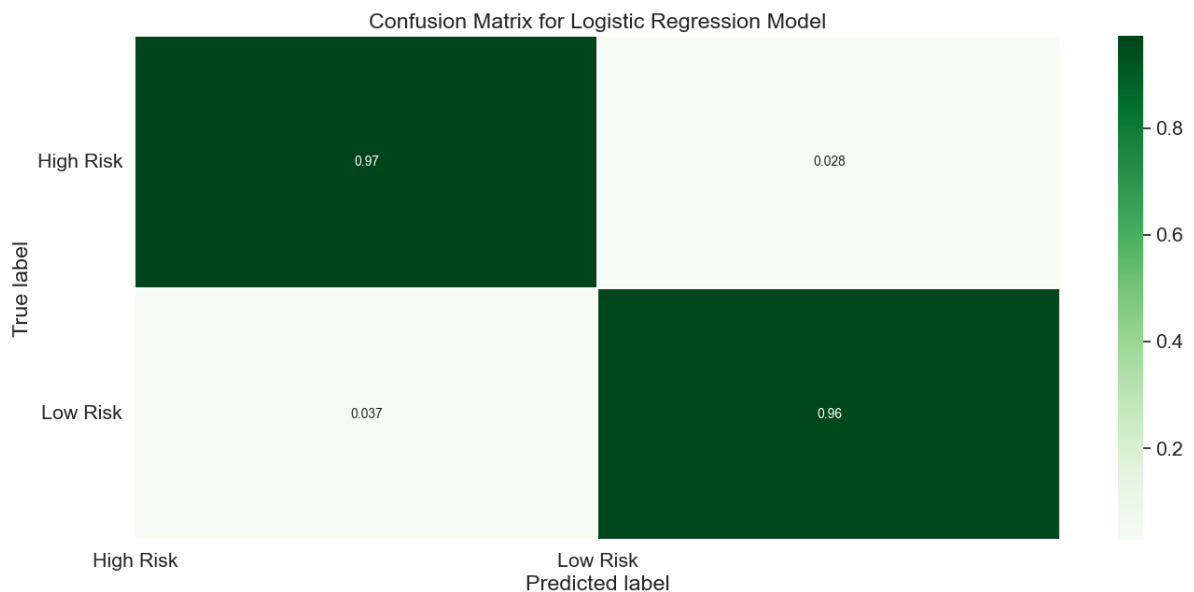 Confusion Matrix for Logistic Regression Model
High Risk
0.97
0.028
0.8
0.6
True label
0.4
Low Risk
0.037
0.96
0.2
High Risk
Low Risk
Predicted label